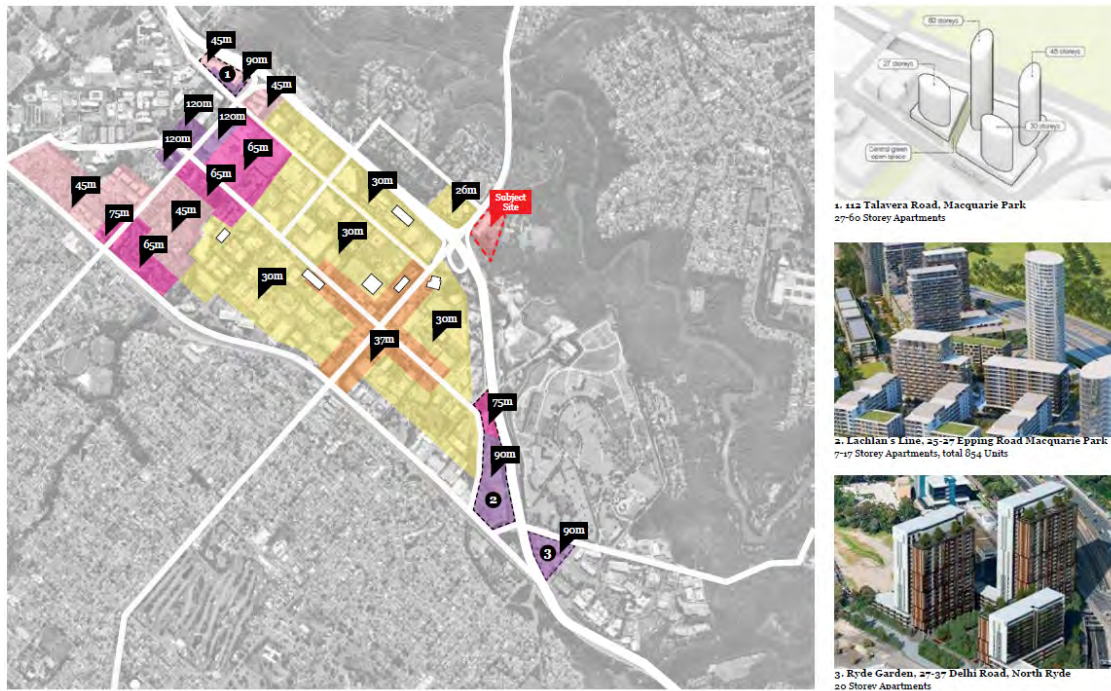 45m
90m
1
45m
120m
120m
120m
65m
65m
30m
26m
Subject
Site
45m
75m
45m
65m
30m
30m
30m
37m
75m
90m
2
90m
3
60 storeys
48 storeys
27 storeys
30 storeys
Central green
open space
1. 112 Talavera Road, Macquarie Park
27-60 Storey Apartments
2. Lachlan's Line, 25-27 Epping Road Macquarie Park
7-17 Storey Apartments, total 854 Units
3. Ryde Garden, 27-37 Delhi Road, North Ryde
20 Storey Apartments